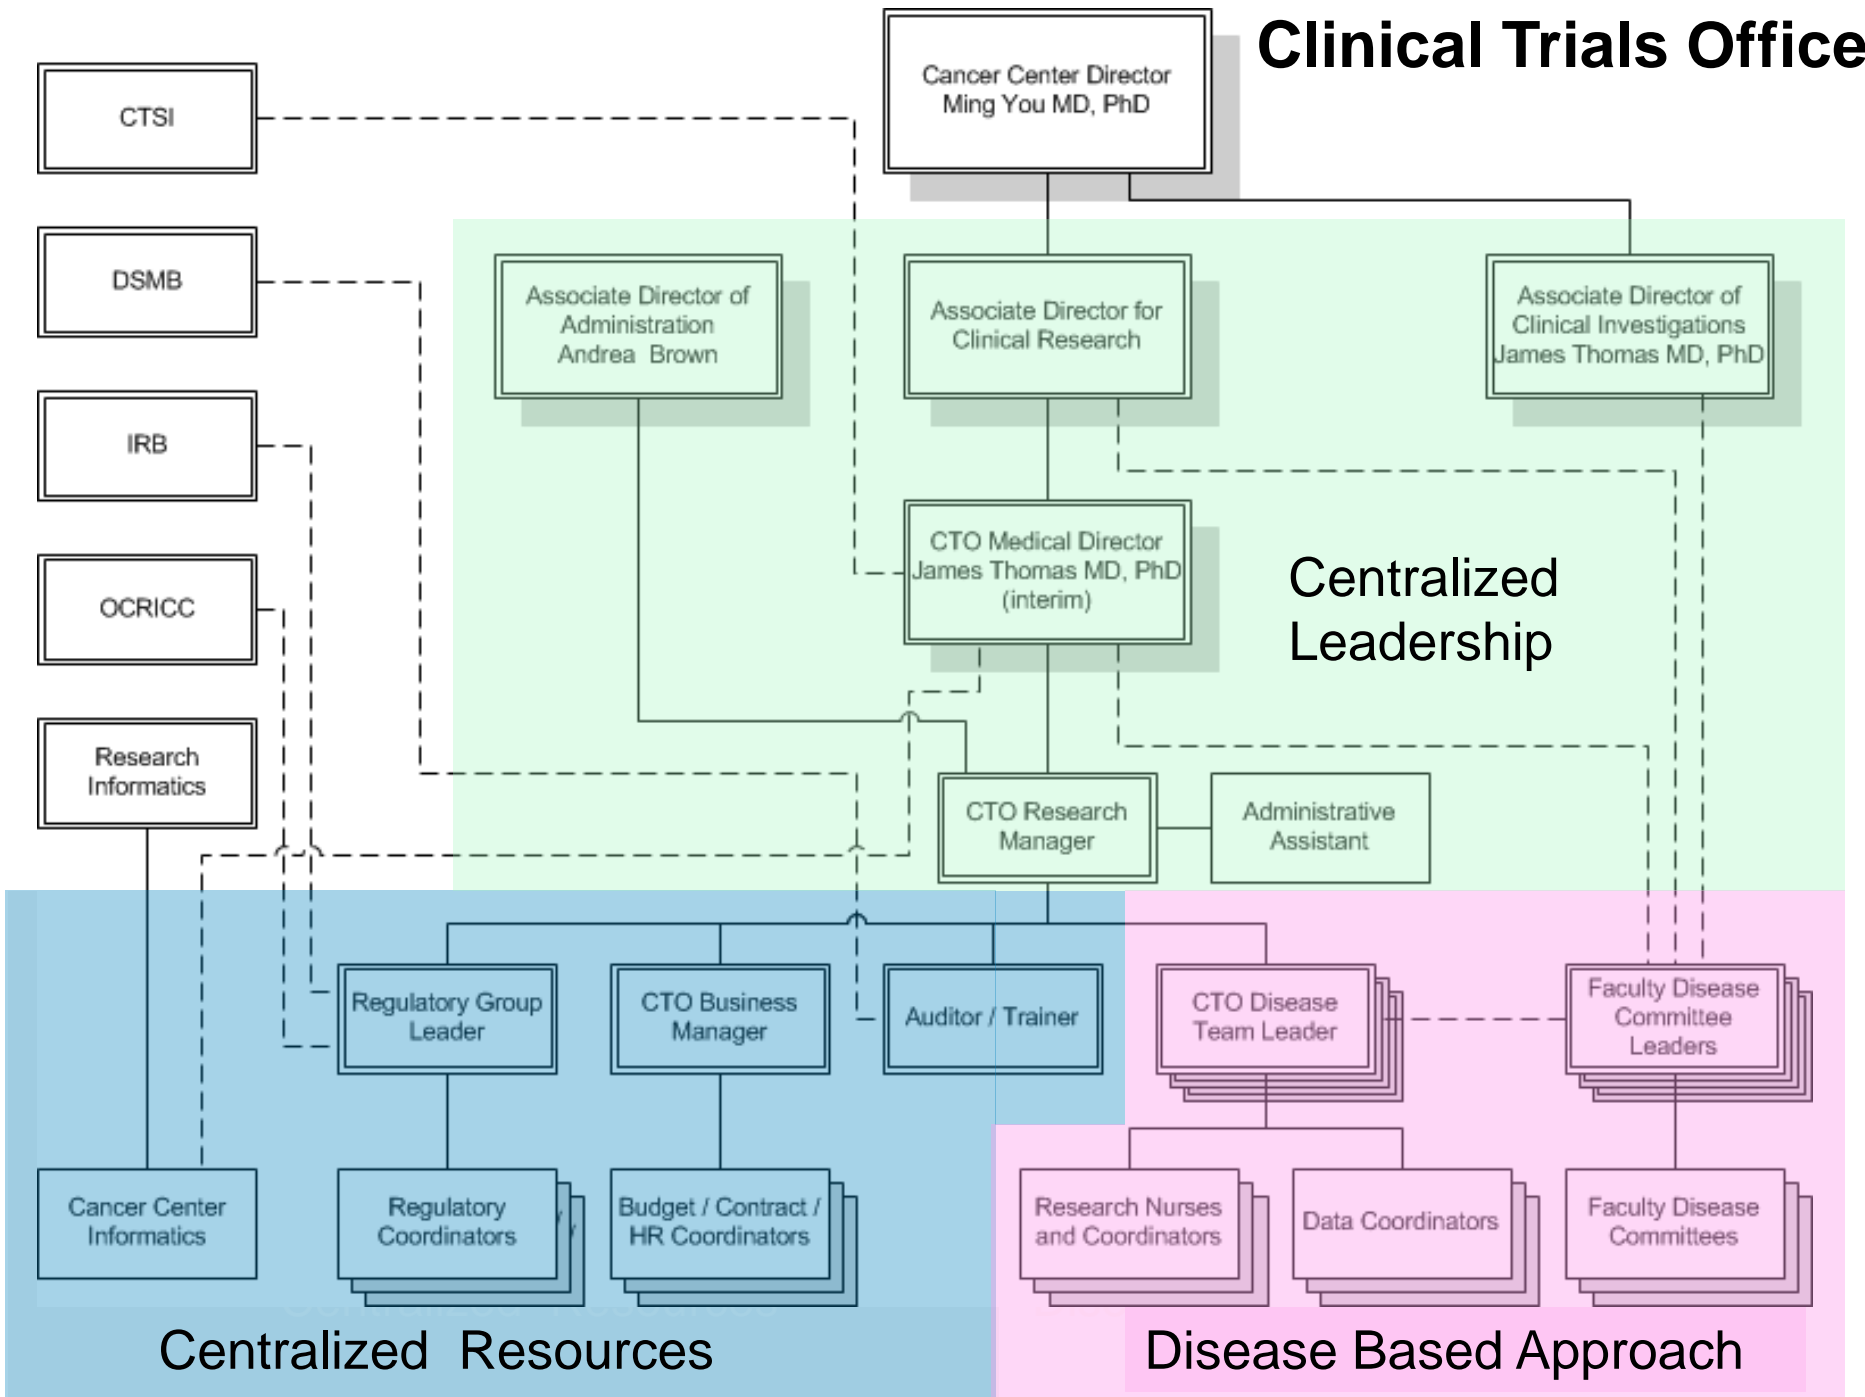 Clinical Trials Office
Cancer Center Director
Ming You MD, PhD
CTSI
DSMB
Associate Director of
Administration
Andrea Brown
Associate Director for
Clinical Research
Associate Director of
Clinical Investigations
James Thomas MD, PhD
IRB
CTO Medical Director
James Thomas MD, PhD
(interim)
Centralized
Leadership
OCRICC
Research
Informatics
CTO Research
Manager
Administrative
Assistant
Regulatory Group
Leader
CTO Business
Manager
Auditor / Trainer
CTO Disease
Team Leader
Faculty Disease
Committee
Leaders
Cancer Center
Informatics
Regulatory
Coordinators
Budget / Contract /
HR Coordinators
Research Nurses
and Coordinators
Data Coordinators
Faculty Disease
Committees
Centralized Resources
Disease Based Approach